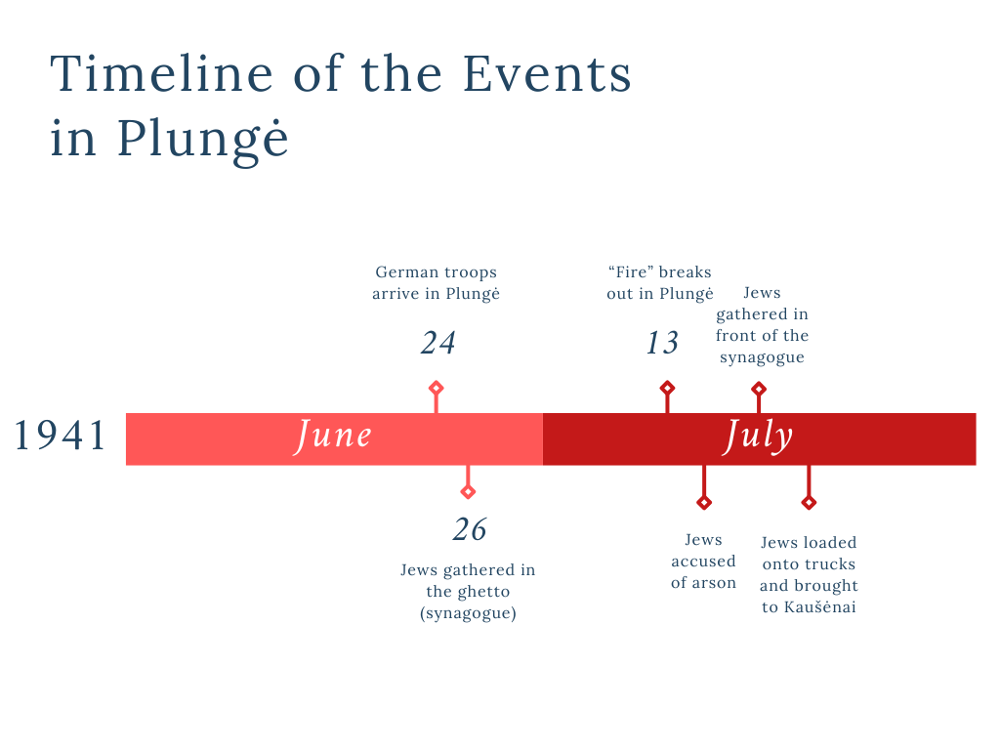 Timeline of the Events
in Plungė
German troops
arrive in Plungė
24
“Fire” breaks
out in Plungė
13
Jews
gathered in
front of the
synagogue
1941
June
July
26
Jews gathered in
the ghetto
(synagogue)
Jews
accused
of arson
Jews loaded
onto trucks
and brought
to Kaušėnai